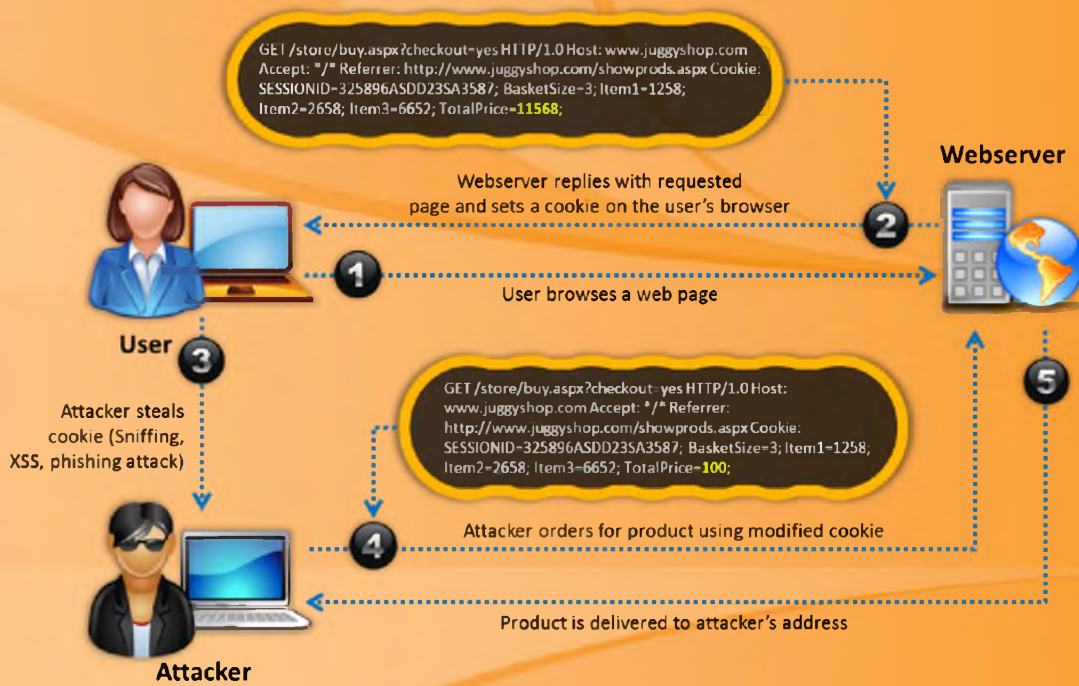 GET /store/buy.aspx?checkout=yes HTTP/1.0 Host: www.juggyshop.com
Accept: */* Referrer: http://www.juggyshop.com/showprods.aspx Cookie:
SESSIONID=325896ASDD23SA3587; BasketSize=3; Item1=1258;
Item2=2658; Item3=6652; TotalPrice=11568;
Webserver
Webserver replies with requested
page and sets a cookie on the user's browser
2
1
User browses a web page
User
3
5
Attacker steals
cookie (Sniffing,
XSS, phishing attack)
GET /store/buy.aspx?checkout=yes HTTP/1.0 Host:
www.juggyshop.com Accept: */* Referrer:
http://www.juggyshop.com/showprods.aspx Cookie:
SESSIONID=325896ASDD23SA3587; BasketSize=3; Item1=1258;
Item2=2658; Item3=6652; TotalPrice=100;
4
Attacker orders for product using modified cookie
Product is delivered to attacker's address
Attacker